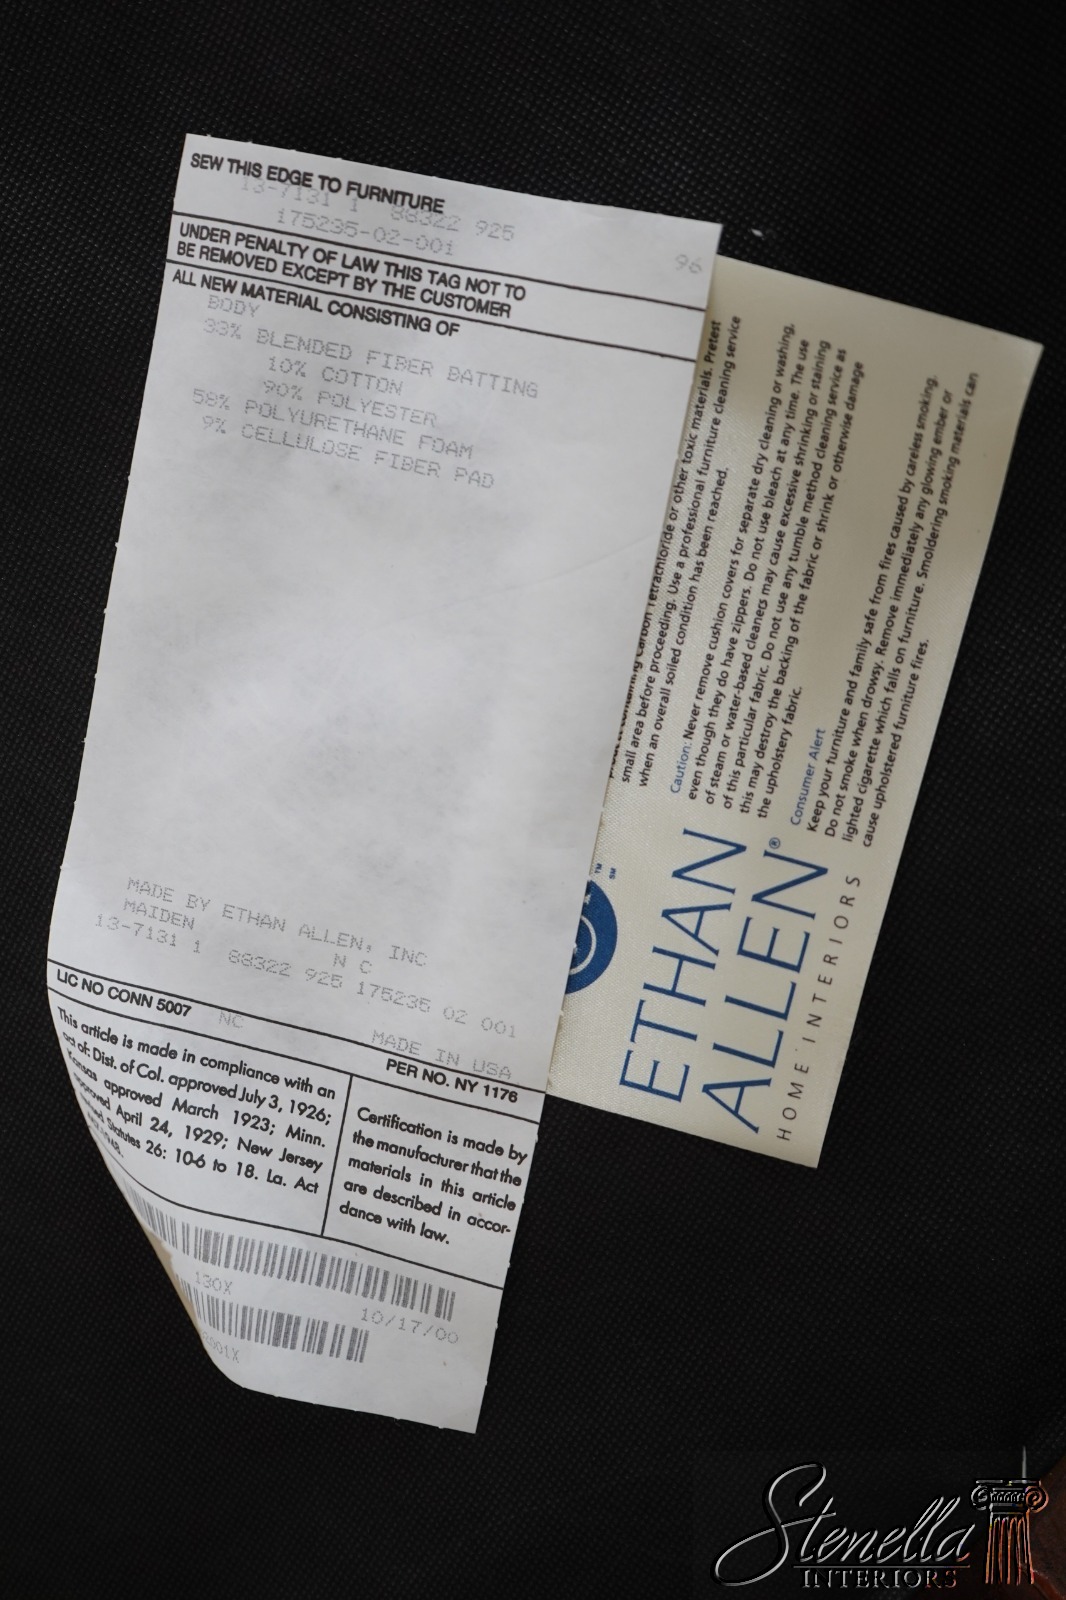 SEW THIS EDGE TO FURNITURE
13-7131 1 88322 925
175235-02-001
96
UNDER PENALTY OF LAW THIS TAG NOT TO
BE REMOVED EXCEPT BY THE CUSTOMER
ALL NEW MATERIAL CONSISTING OF
BODY
33% BLENDED FIBER BATTING
10% COTTON
90% POLYESTER
58% POLYURETHANE FOAM
9% CELLULOSE FIBER PAD
MADE BY ETHAN ALLEN, INC
MAIDEN N C
13-7131 1 88322 925 175235 02 001
LIC NO CONN 5007
NC
MADE IN USA
PER NO. NY 1176
This article is made in compliance with an
act of: Dist. of Col. approved July 3, 1926;
Kansas approved March 1923; Minn.
approved April 24, 1929; New Jersey
Statutes 26: 10-6 to 18. La. Act
Certification is made by
the manufacturer that the
materials in this article
are described in accor-
dance with law.
130X
10/17/00
001X
containing Carbon Tetrachloride or other toxic materials. Pretest
small area before proceeding. Use a professional furniture cleaning service
when an overall soiled condition has been reached.
Caution: Never remove cushion covers for separate dry cleaning or washing,
even though they do have zippers. Do not use bleach at any time. The use
of steam or water-based cleaners may cause excessive shrinking or staining
of this particular fabric. Do not use any tumble method cleaning service as
this may destroy the backing of the fabric or shrink or otherwise damage
the upholstery fabric.
Consumer Alert
Keep your furniture and family safe from fires caused by careless smoking.
Do not smoke when drowsy. Remove immediately any glowing ember or
lighted cigarette which falls on furniture. Smoldering smoking materials can
cause upholstered furniture fires.
TM
SM
ETHAN
ALLEN®
HOME INTERIORS
Stenella
INTERIORS